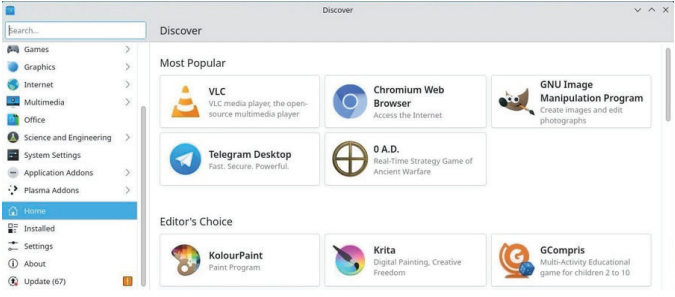 Discover
Search...
Discover
Games
Graphics
Internet
Multimedia
Office
Science and Engineering
System Settings
Application Addons
Plasma Addons
Home
Installed
Settings
About
Update (67)
Most Popular
VLC
VLC media player, the open-
source multimedia player
Chromium Web
Browser
Access the Internet
GNU Image
Manipulation Program
Create images and edit
photographs
Telegram Desktop
Fast. Secure. Powerful.
0 A.D.
Real-Time Strategy Game of
Ancient Warfare
Editor's Choice
KolourPaint
Paint Program
Krita
Digital Painting, Creative
Freedom
GCompris
Multi-Activity Educational
game for children 2 to 10